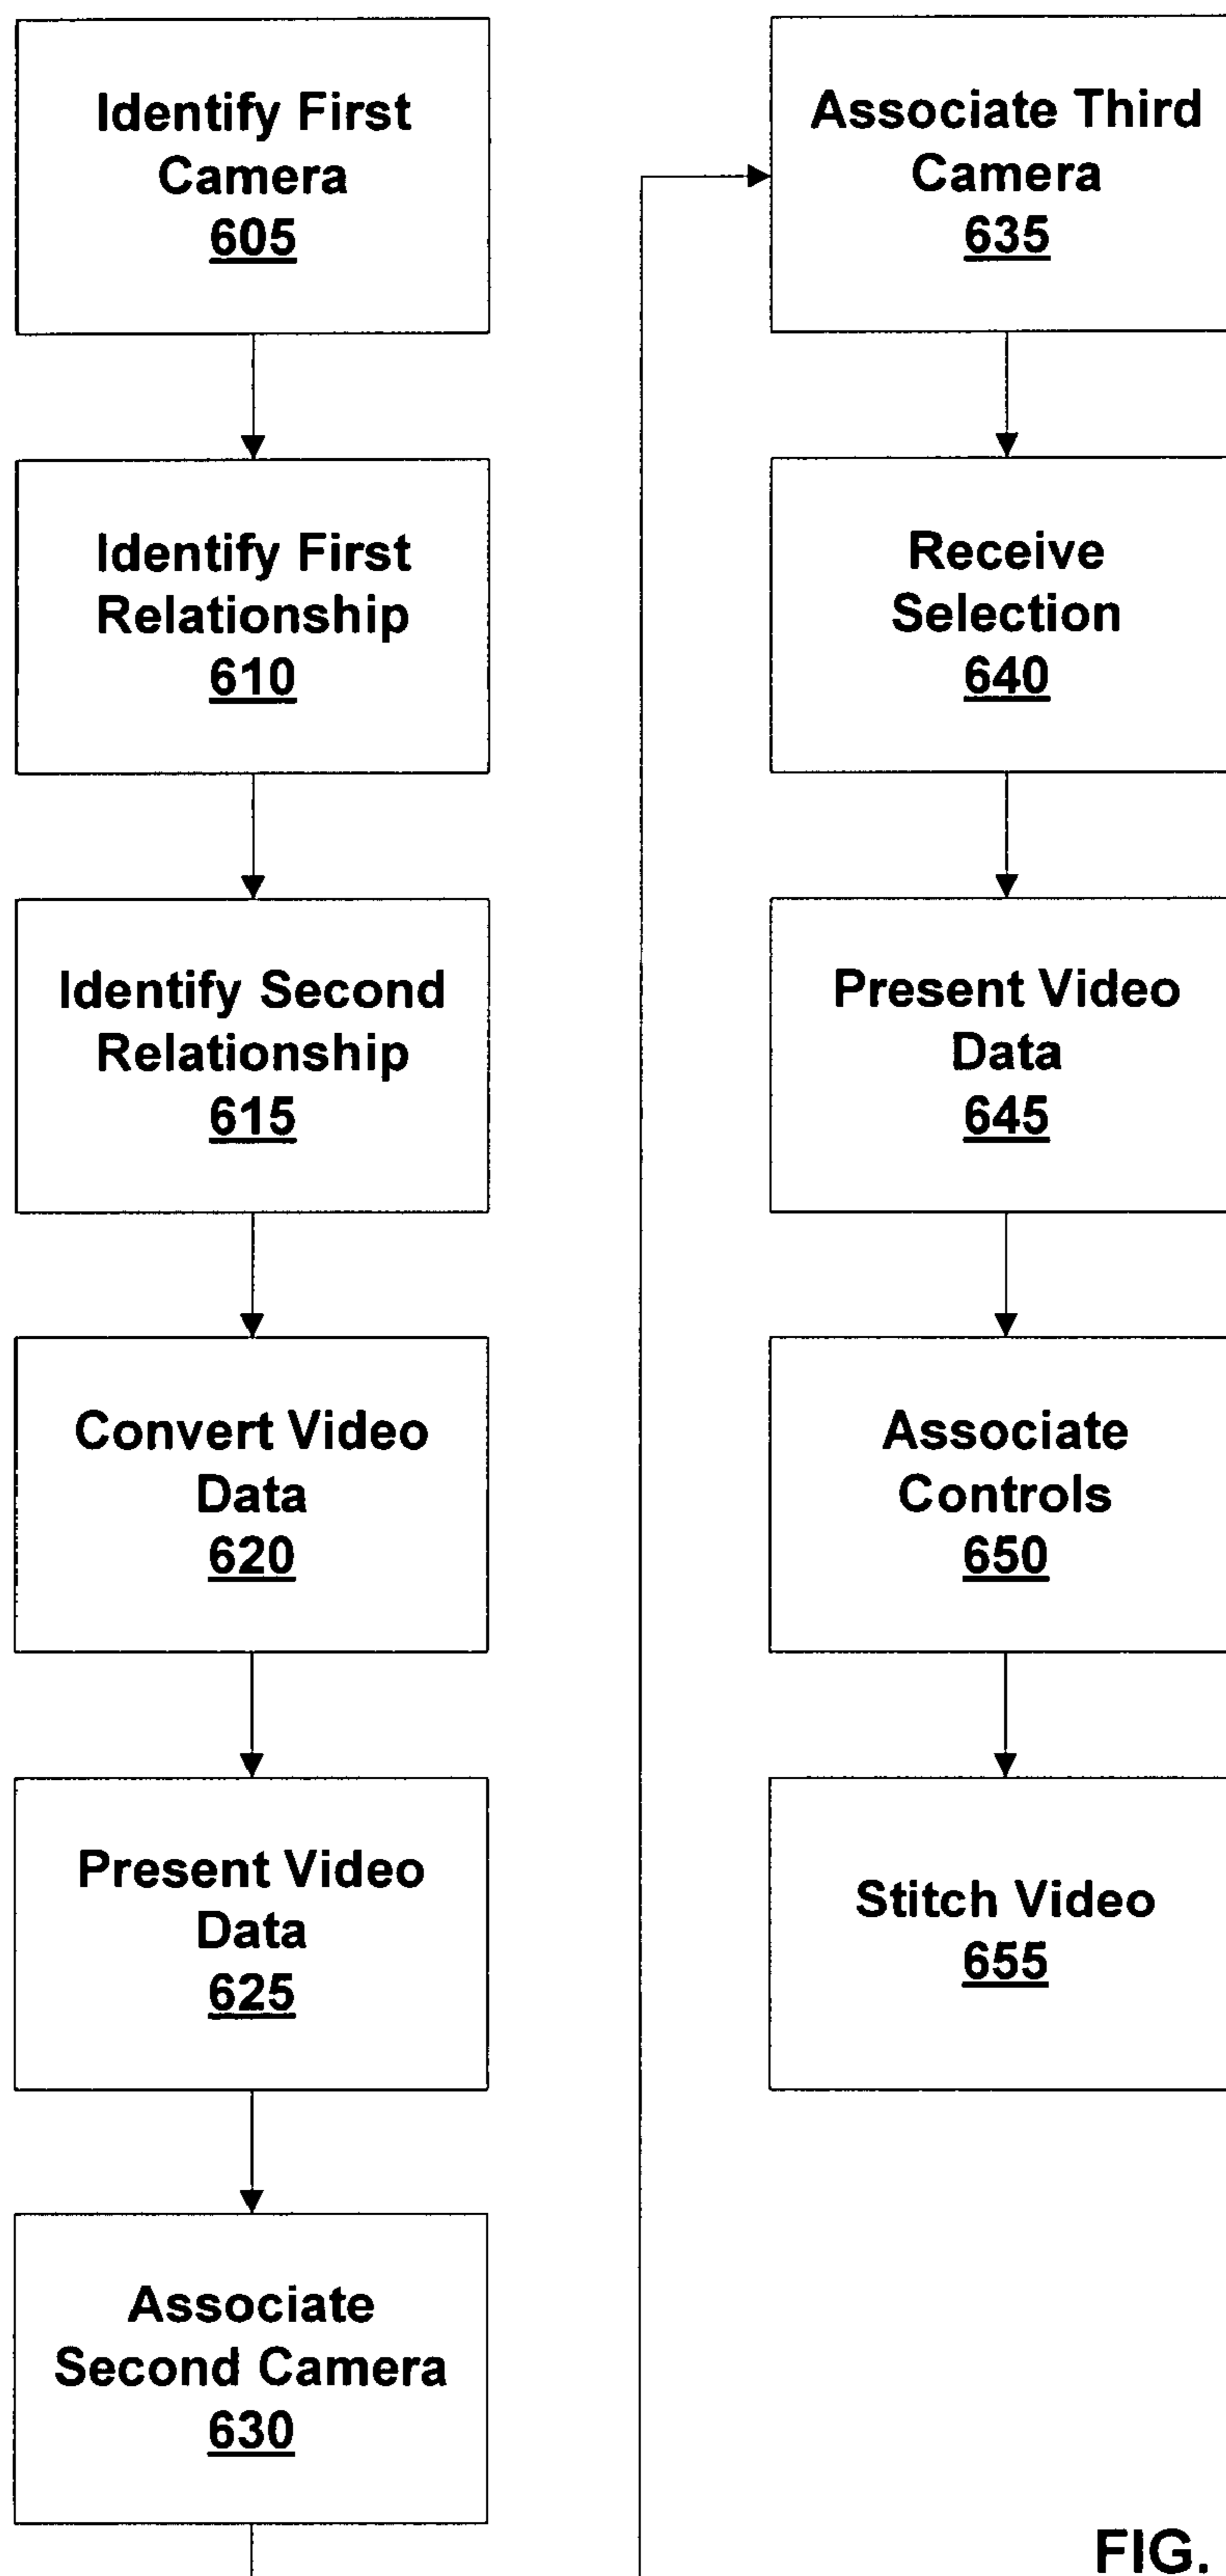 Identify First
Camera
605
Identify First
Relationship
610
Identify Second
Relationship
615
Convert Video
Data
620
Present Video
Data
625
Associate
Second Camera
630
Associate Third
Camera
635
Receive
Selection
640
Present Video
Data
645
Associate
Controls
650
Stitch Video
655
FIG.